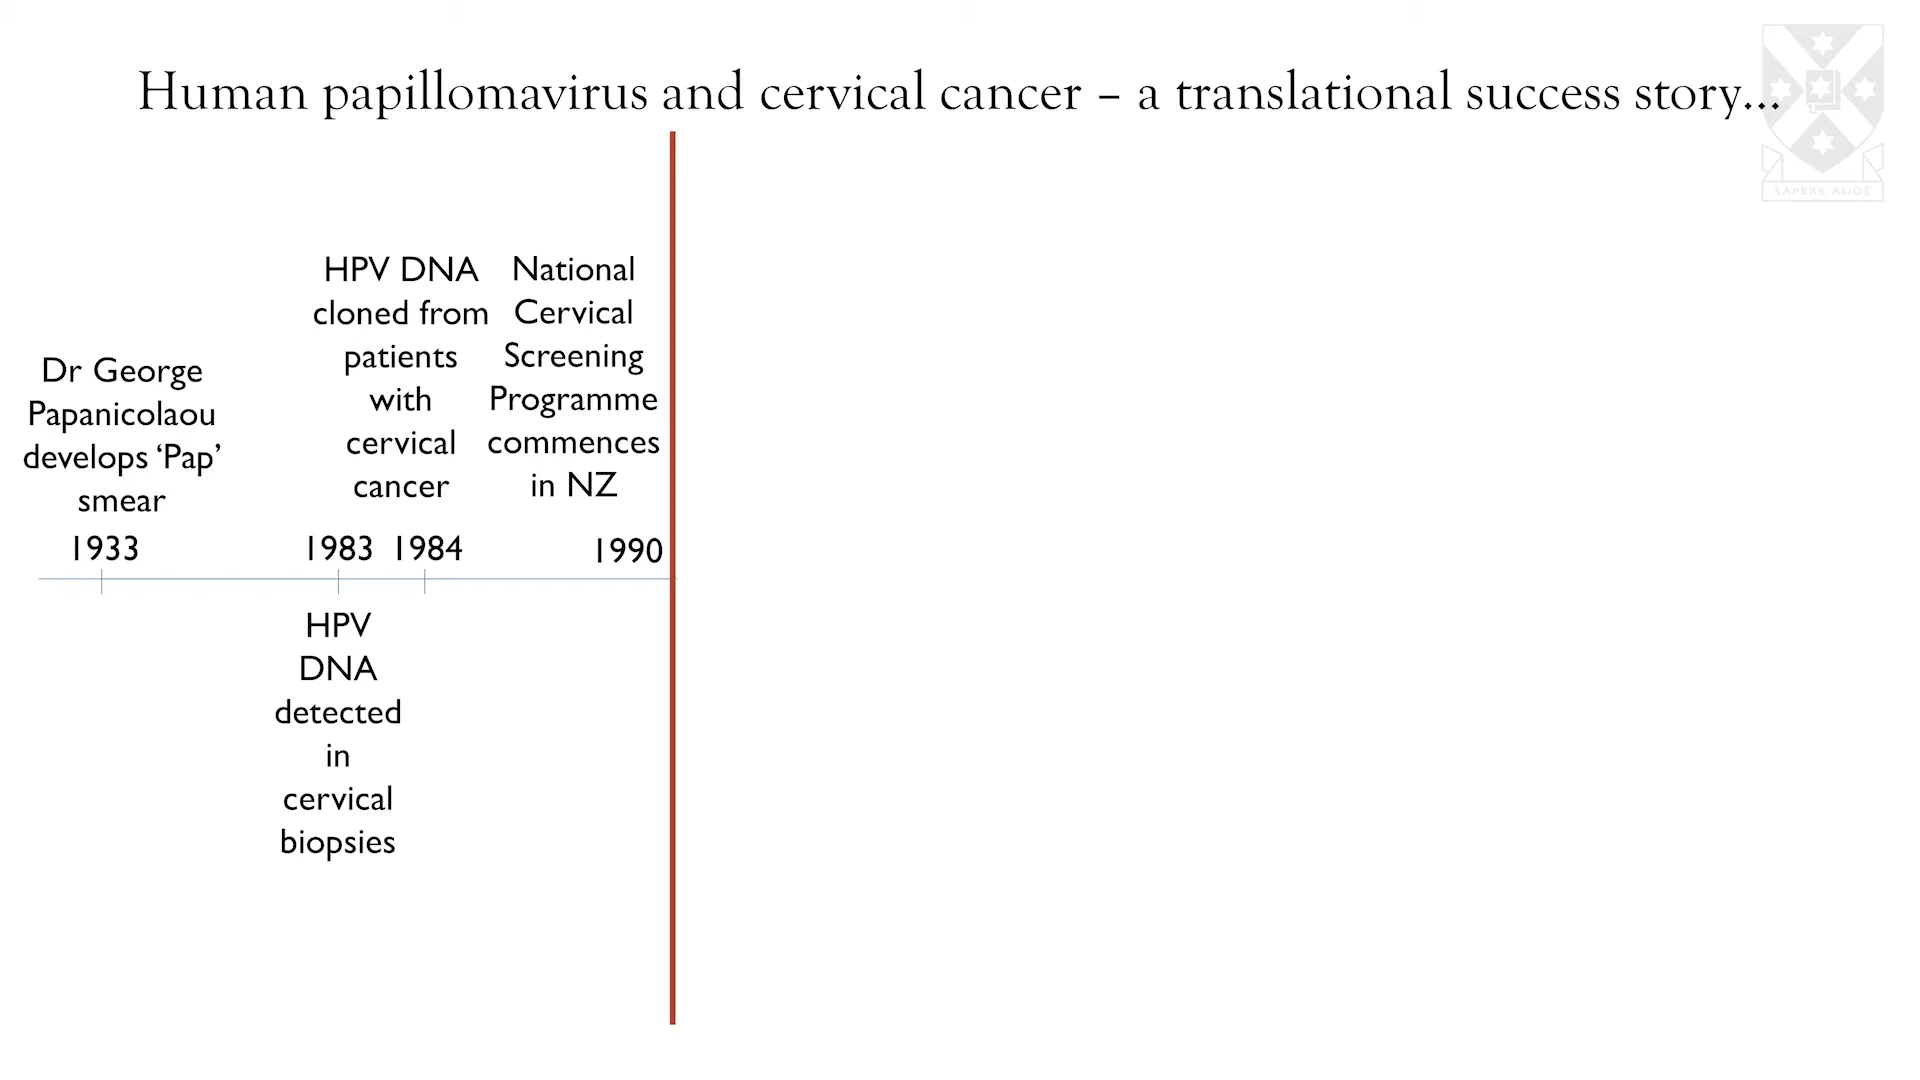 Human papillomavirus and cervical cancer – a translational success story...
SAPERE AUDE
Dr George
Papanicolaou
develops ‘Pap’
smear
1933
HPV DNA
cloned from
patients
with
cervical
cancer
1983
1984
National
Cervical
Screening
Programme
commences
in NZ
1990
HPV
DNA
detected
in
cervical
biopsies